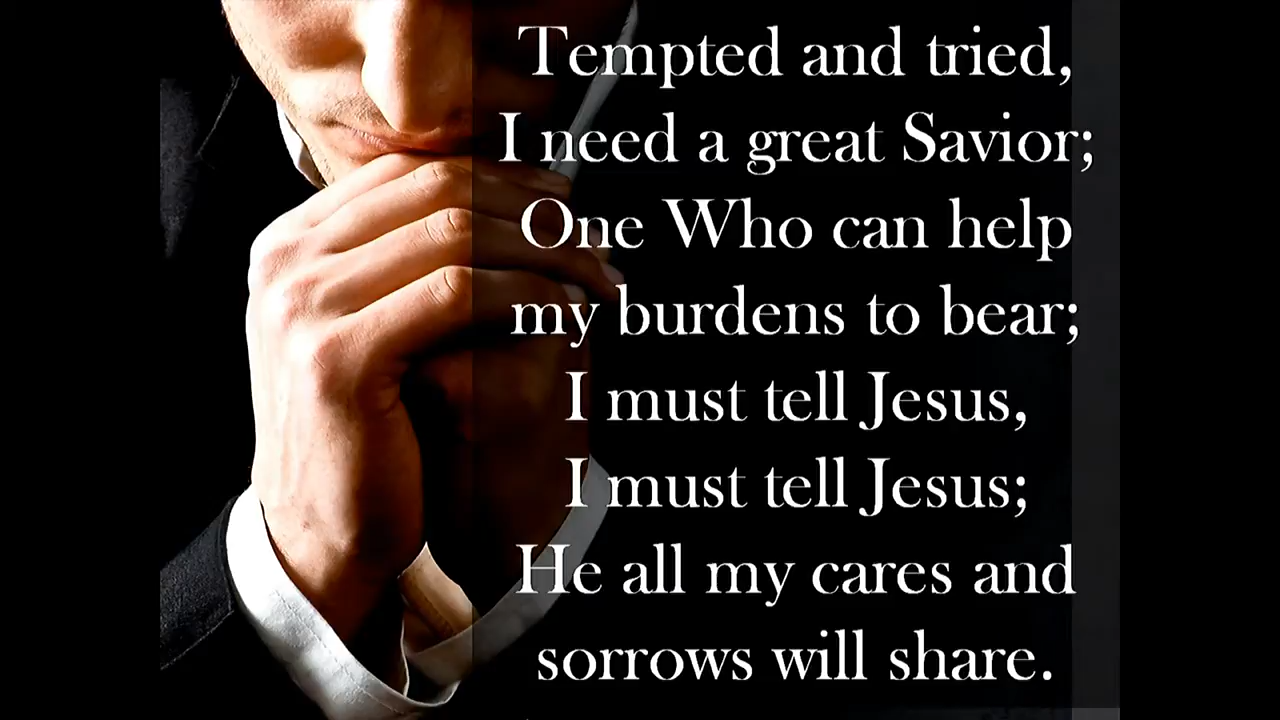 Tempted and tried,
I need a great Savior;
One Who can help
my burdens to bear;
I must tell Jesus,
I must tell Jesus;
He all my cares and
sorrows will share.